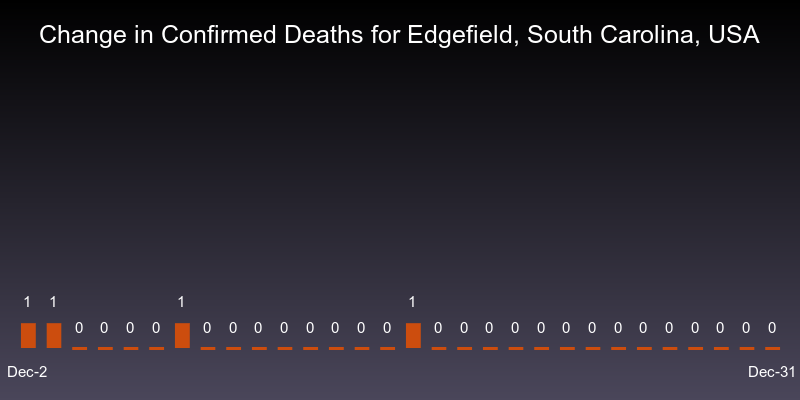 Change in Confirmed Deaths for Edgefield, South Carolina, USA
1 1 0 0 0 0 1 0 0 0 0 0 0 0 0 1 0 0 0 0 0 0 0 0 0 0 0 0 0 0
Dec-2 Dec-31